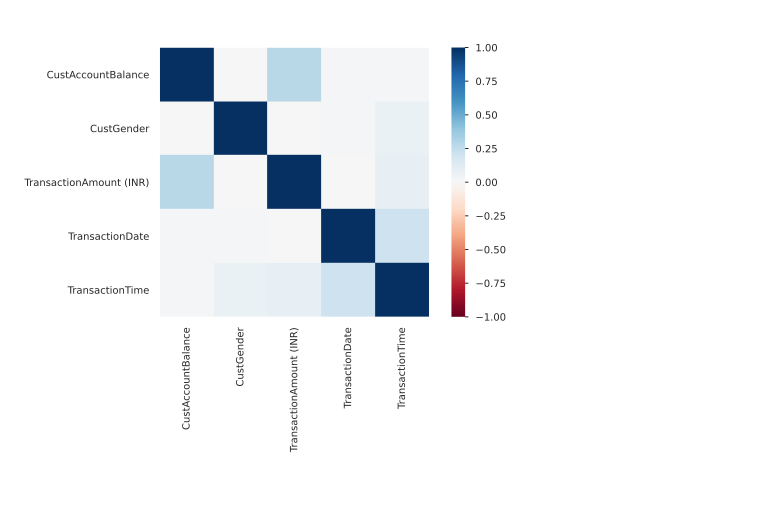 CustAccountBalance
CustGender
TransactionAmount (INR)
TransactionDate
TransactionTime
CustAccountBalance
CustGender
TransactionAmount (INR)
TransactionDate
TransactionTime
1.00
0.75
0.50
0.25
0.00
−0.25
−0.50
−0.75
−1.00